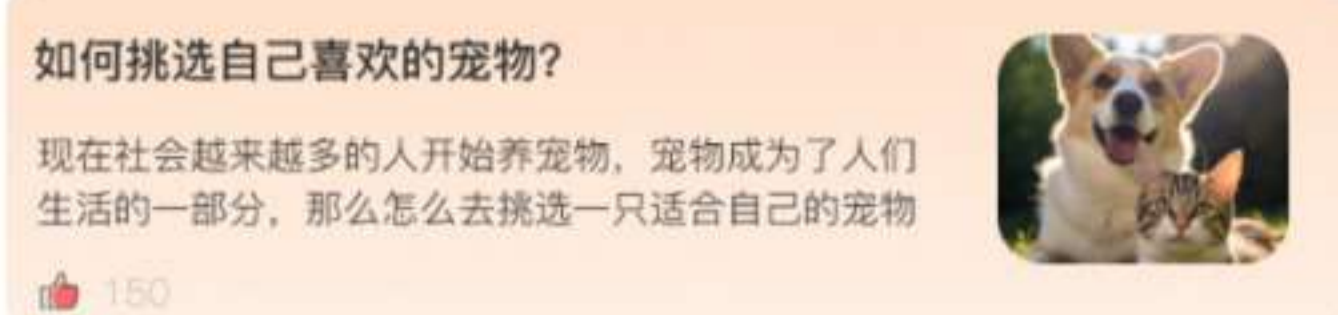 如何挑选自己喜欢的宠物?
现在社会越来越多的人开始养宠物，宠物成为了人们
生活的一部分，那么怎么去挑选一只适合自己的宠物
150